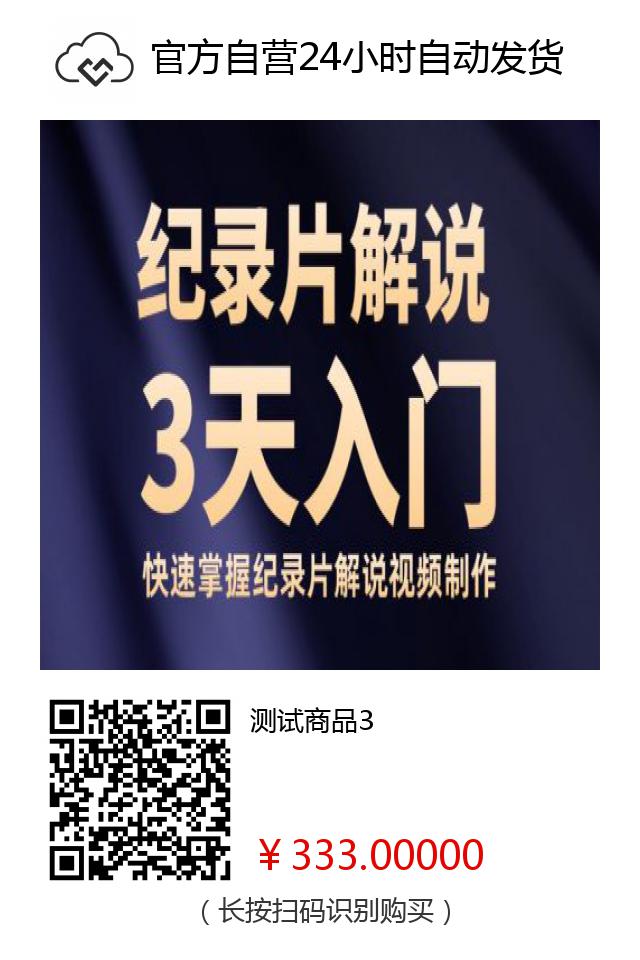 官方自营24小时自动发货
纪录片解说
3天入门
快速掌握纪录片解说视频制作
测试商品3
￥333.00000
（长按扫码识别购买）